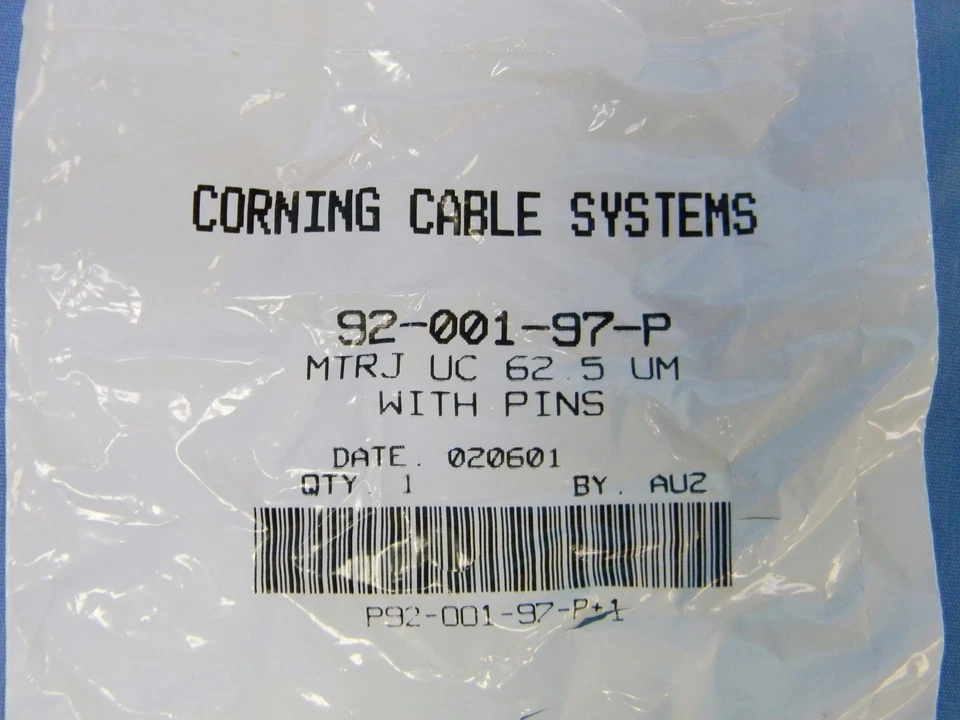 CORNING CABLE SYSTEMS
92-001-97-P
MTRJ UC 62.5 UM
WITH PINS
DATE. 020601
QTY. 1 BY. AUZ
P92-001-97-P+1